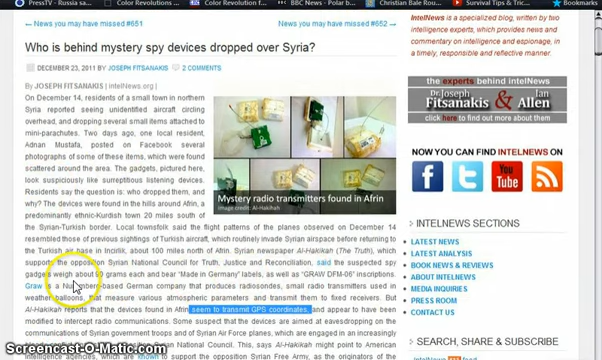 PressTV - Russia sa...
Color Revolutions ...
Color Revolution F...
BBC News - Polar b...
Christian Bale Rou...
Survival Tips & Tric...
Bookmarks
← News you may have missed #651
News you may have missed #652 →
Who is behind mystery spy devices dropped over Syria?
DECEMBER 23, 2011 BY JOSEPH FITSANAKIS 2 COMMENTS
By JOSEPH FITSANAKIS | intelNews.org |
On December 14, residents of a small town in northern
Syria reported seeing unidentified aircraft circling
overhead, and dropping several small items attached to
mini-parachutes. Two days ago, one local resident,
Adnan Mustafa, posted on Facebook several
photographs of some of these items, which were found
scattered around the area. The gadgets, pictured here,
look suspiciously like surreptitious listening devices.
Residents say the question is: who dropped them, and
why? The devices were found in the hills around Afrin, a
predominantly ethnic-Kurdish town 20 miles south of
Mystery radio transmitters found in Afrin
Image credit: Al-Hakikah
the Syrian-Turkish border. Local townsfolk said the flight patterns of the planes observed on December 14
resembled those of previous sightings of Turkish aircraft, which routinely invade Syrian airspace before returning to
the Turkish air base in Incirlik, about 100 miles north of Afrin. Syrian newspaper Al-Hakikah (The Truth), which
supports the opposition Syrian National Council for Truth, Justice and Reconciliation, said the suspected spy
gadgets weigh about grams each and bear "Made in Germany" labels, as well as "GRAW DFM-06" inscriptions.
Graw is a based German company that produces radiosondes, small radio transmitters used in
weather balloons, that measure various atmospheric parameters and transmit them to fixed receivers. But
Al-Hakikah reports that the devices found in Afrin seem to transmit GPS coordinates, and appear to have been
modified to intercept radio communications. Some suspect that the devices are aimed at eavesdropping on the
communications of Syrian government troops and of Syrian Air Force planes, which are engaged in an increasingly
Syrian National Council. This, says Al-Hakikah might point to American
intelligence agencies, which are known to support the Syrian Free Army, as the originators of the
IntelNews is a specialized blog, written by two
intelligence experts, which provides news and
commentary on intelligence and espionage, in
a timely, responsible and reflective manner.
the experts behind intelNews
Dr. Joseph Fitsanakis & Ian Allen
click here to find out more about them
NOW YOU CAN FIND INTELNEWS ON
You Tube
INTELNEWS SECTIONS
LATEST NEWS
LATEST ANALYSIS
BOOK NEWS & REVIEWS
ABOUT INTELNEWS
MEDIA INQUIRIES
PRESS ROOM
CONTACT US
SEARCH, SHARE & SUBSCRIBE
Screencast-O-Matic.com